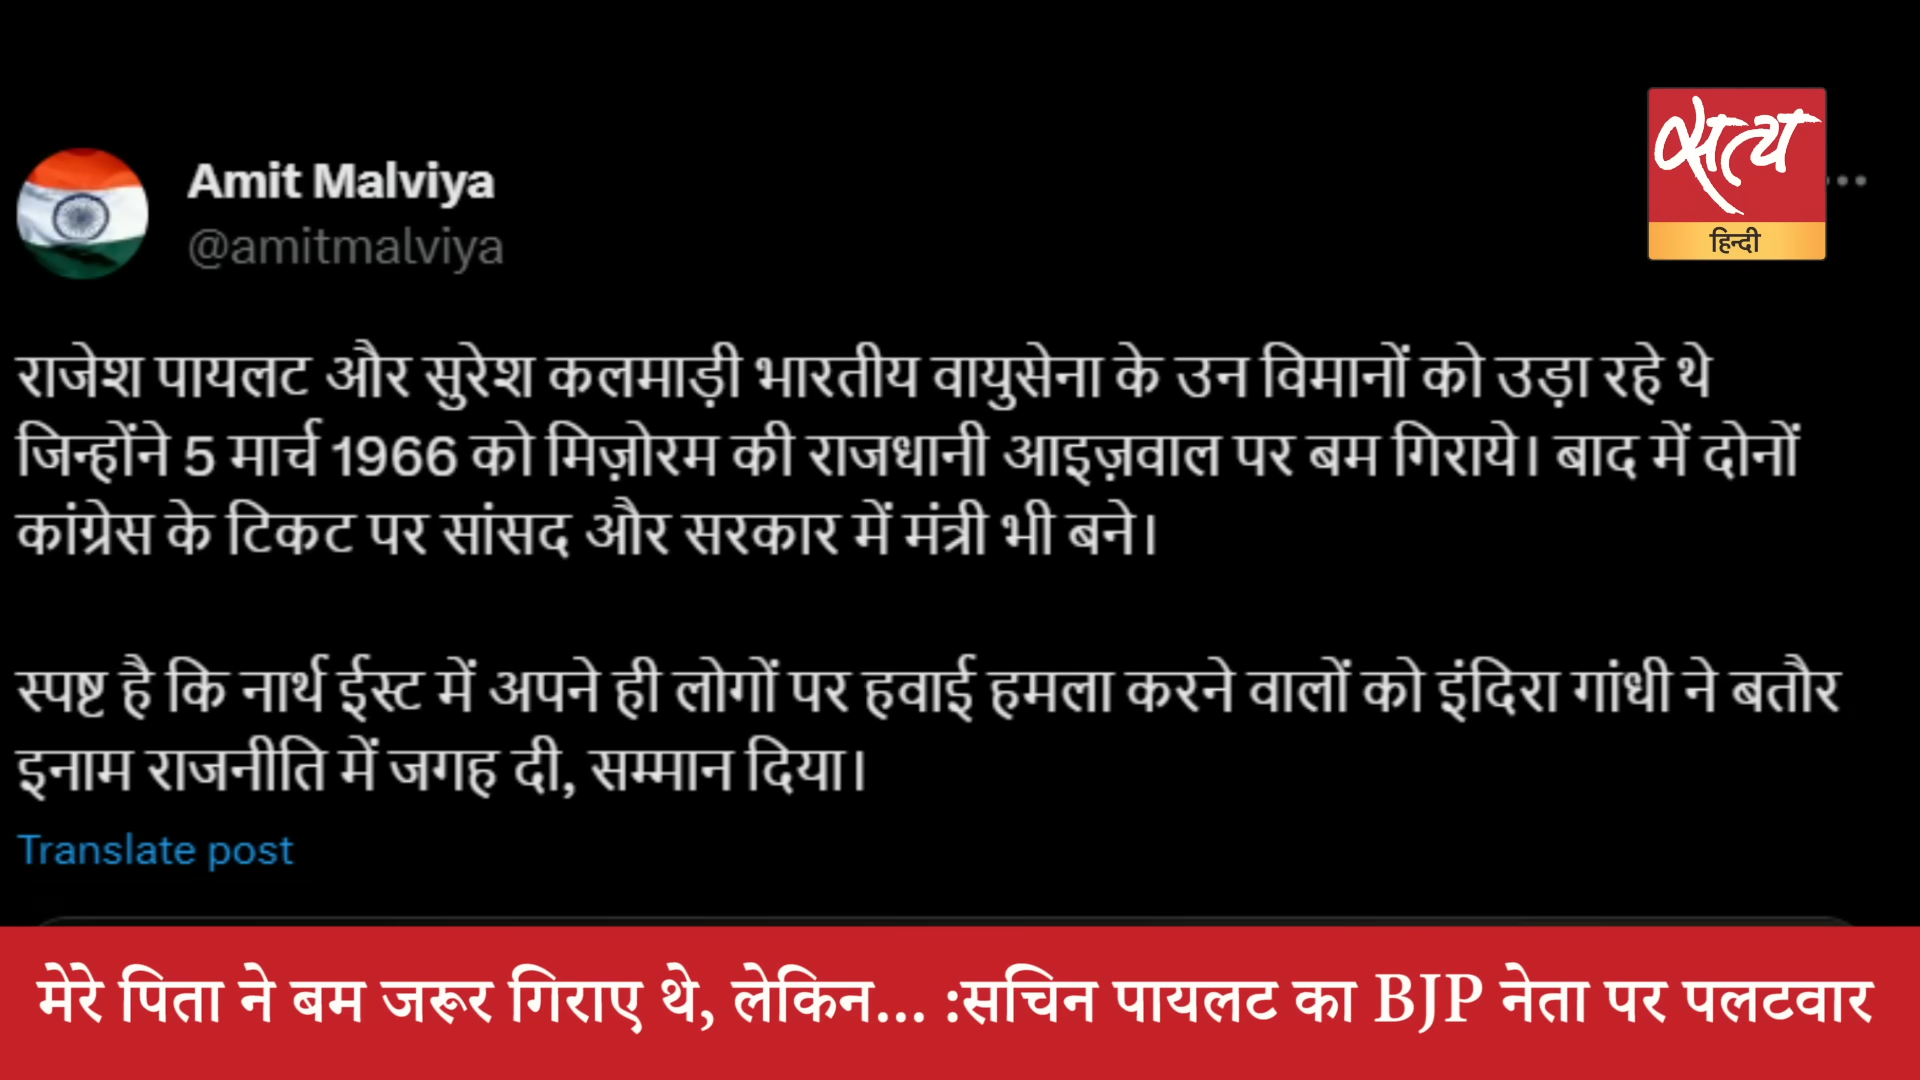 Amit Malviya
@amitmalviya
सत्य
हिन्दी
राजेश पायलट और सुरेश कलमाड़ी भारतीय वायुसेना के उन विमानों को उड़ा रहे थे
जिन्होंने 5 मार्च 1966 को मिज़ोरम की राजधानी आइज़वाल पर बम गिराये। बाद में दोनों
कांग्रेस के टिकट पर सांसद और सरकार में मंत्री भी बने।
स्पष्ट है कि नार्थ ईस्ट में अपने ही लोगों पर हवाई हमला करने वालों को इंदिरा गांधी ने बतौर
इनाम राजनीति में जगह दी, सम्मान दिया।
Translate post
मेरे पिता ने बम जरूर गिराए थे, लेकिन... :सचिन पायलट का BJP नेता पर पलटवार